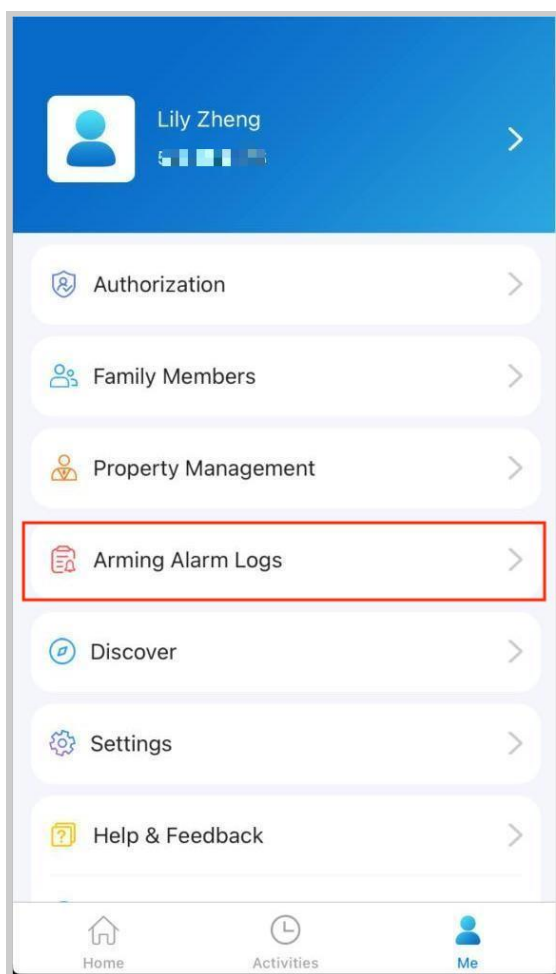 Lily Zheng
Authorization
Family Members
Property Management
Arming Alarm Logs
Discover
Settings
Help & Feedback
Home
Activities
Me